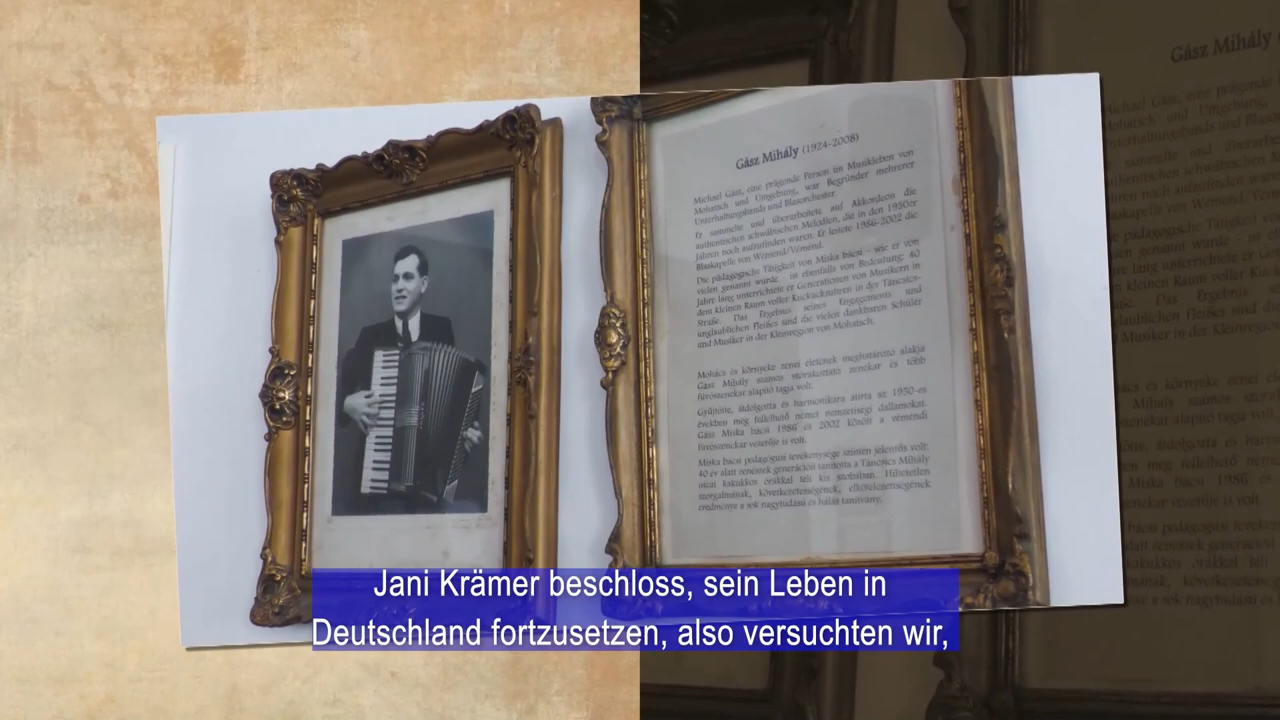 Gász Mihály (1924-2008)
Michael Gász, eine prägende Person im Musikleben von
Mohatsch und Umgebung, war Begründer mehrerer
Unterhaltungsbands und Blasorchester.
Er sammelte und überarbeitete auf Akkordeon die
authentischen schwäbischen Melodien, die in den 1950er
Jahren noch aufzufinden waren. Er leitete 1986-2002 die
Blaskapelle von Wemend/Véménd.
Die pädagogische Tätigkeit von Miska bácsi - wie er von
vielen genannt wurde - ist ebenfalls von Bedeutung: 40
Jahre lang unterrichtete er Generationen von Musikern in
dem kleinen Raum voller Kuckucksuhren in der Táncsics-
Straße. Das Ergebnis seines Engagements und
unglaublichen Fleißes sind die vielen dankbaren Schüler
und Musiker in der Kleinregion von Mohatsch.
Mohács és környéke zenei életének meghatározó alakja
Gász Mihály számos szórakoztató zenekar és több
fúvószenekar alapító tagja volt.
Gyűjtötte, átdolgozta és harmonikára átírta az 1950-es
években még fellelhető német nemzetiségi dallamokat.
Gász Miska bácsi 1986 és 2002 között a véméndi
fúvószenekar vezetője is volt.
Miska bácsi pedagógusi tevékenysége szintén jelentős volt:
40 év alatt zenészek generációit tanította a Táncsics Mihály
utcai kakukkos órákkal teli kis szobában. Hihetetlen
szorgalmának, következetességének, elkötelezettségének
eredménye a sok nagytudású és hálás tanítvány.
Gász Mihály
Jani Krämer beschloss, sein Leben in
Deutschland fortzusetzen, also versuchten wir,